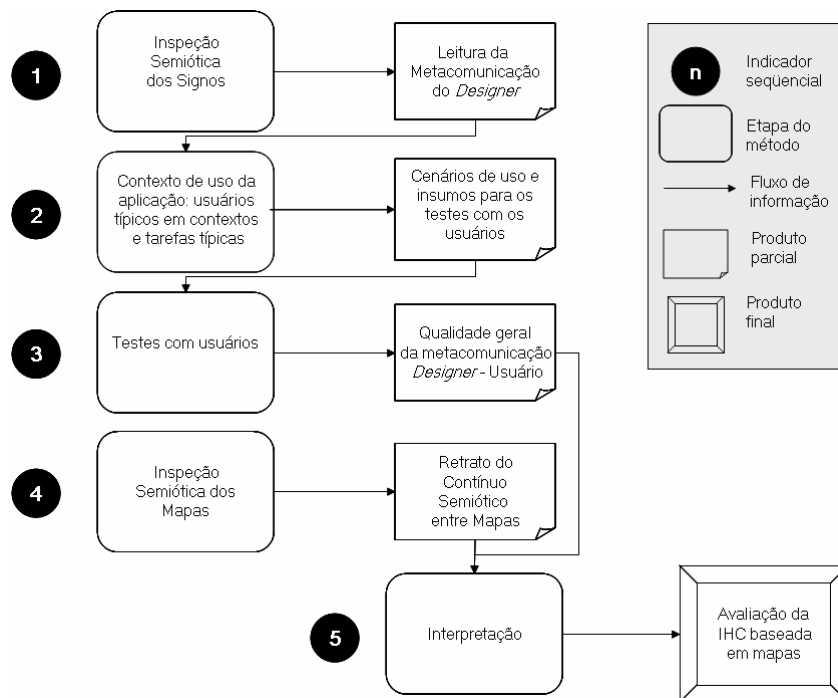 1
Inspeção
Semiótica
dos Signos
Leitura da
Metacomunicação
do Designer
2
Contexto de uso da
aplicação: usuários
típicos em contextos
e tarefas típicas
Cenários de uso e
insumos para os
testes com os
usuários
3
Testes com usuários
Qualidade geral
da metacomunicação
Designer - Usuário
4
Inspeção
Semiótica dos
Mapas
Retrato do
Contínuo
Semiótico
entre Mapas
5
Interpretação
Avaliação da
IHC baseada
em mapas
n
Indicador
seqüencial
Etapa do
método
Fluxo de
informação
Produto
parcial
Produto
final